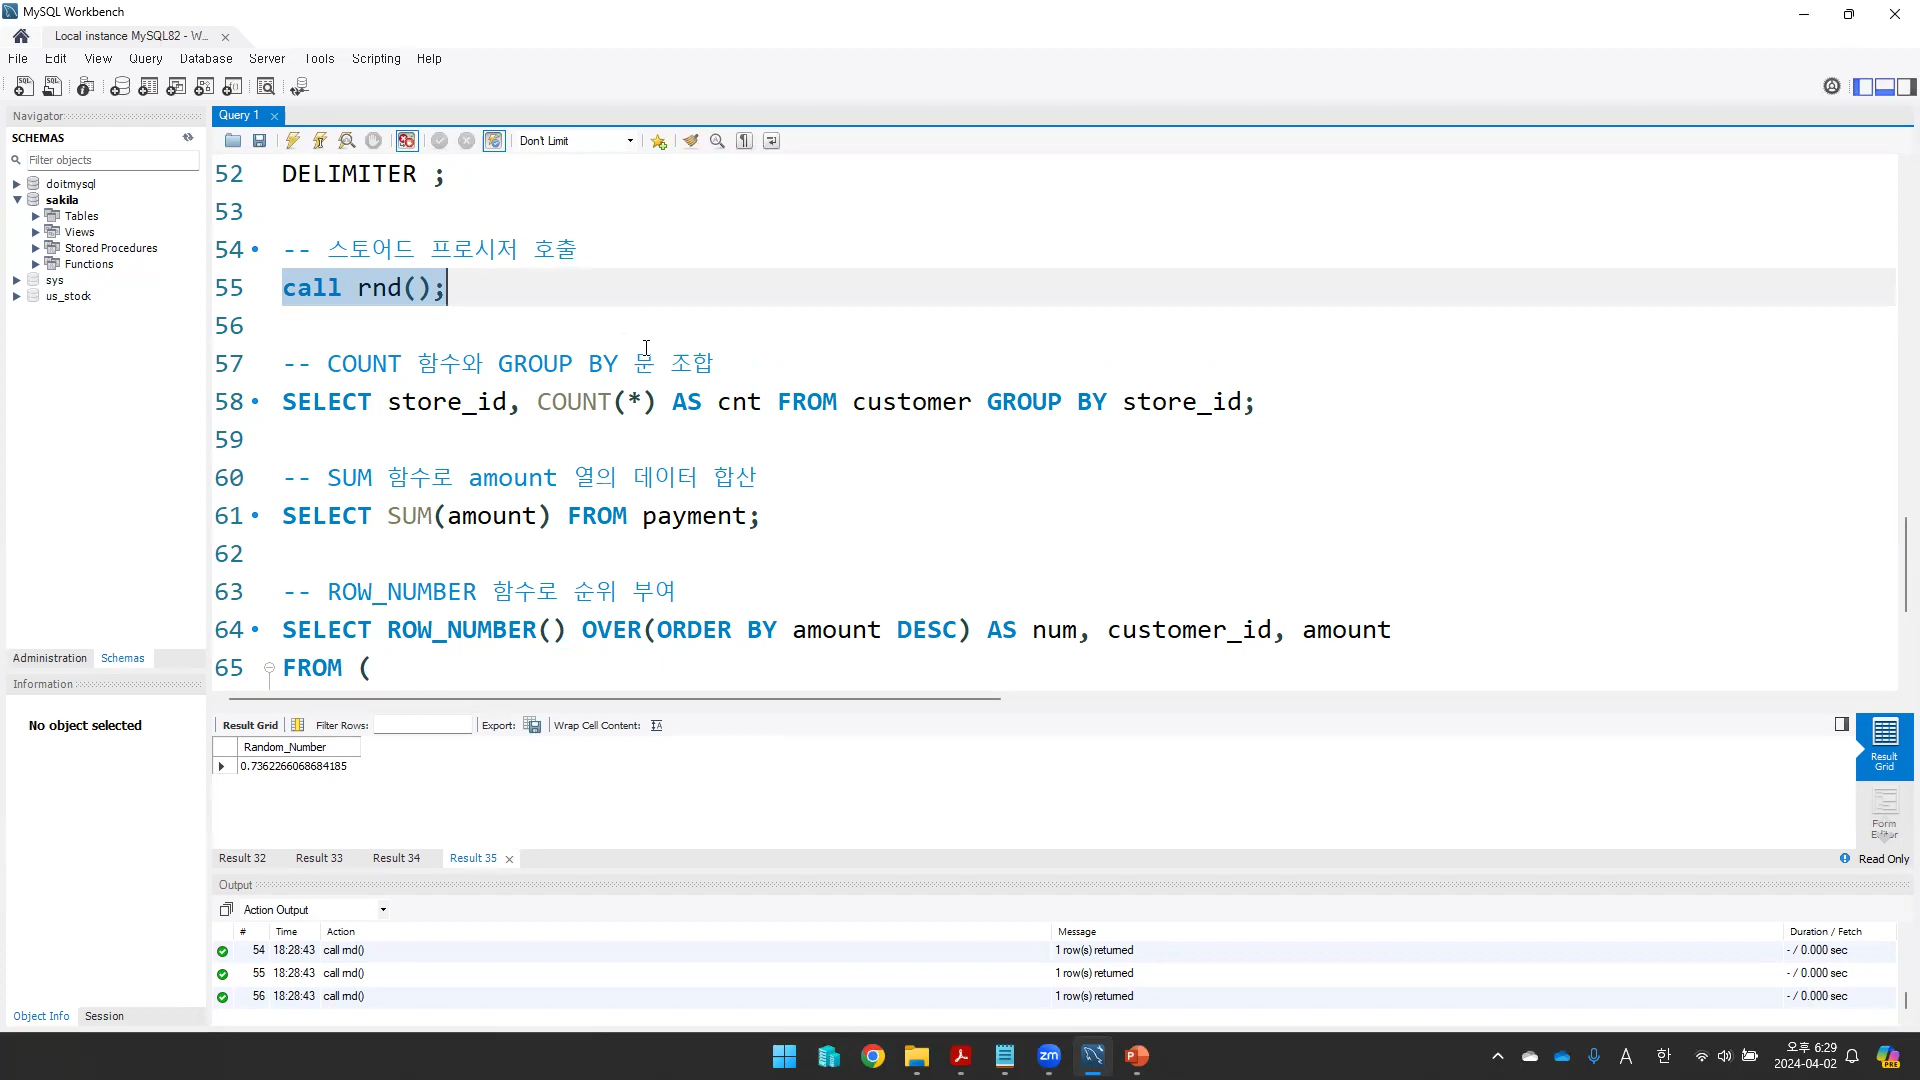 MySQL Workbench
Local instance MySQL82 - W...
File Edit View Query Database Server Tools Scripting Help
Navigator
SCHEMAS
Filter objects
doitmysql
sakila
Tables
Views
Stored Procedures
Functions
sys
us_stock
Administration Schemas
Information
No object selected
Object Info Session
Query 1
Don't Limit
52 DELIMITER ;
53
54 -- 스토어드 프로시저 호출
55 call rnd();
56
57 -- COUNT 함수와 GROUP BY 문 조합
58 SELECT store_id, COUNT(*) AS cnt FROM customer GROUP BY store_id;
59
60 -- SUM 함수로 amount 열의 데이터 합산
61 SELECT SUM(amount) FROM payment;
62
63 -- ROW_NUMBER 함수로 순위 부여
64 SELECT ROW_NUMBER() OVER(ORDER BY amount DESC) AS num, customer_id, amount
65 FROM (
Result Grid Filter Rows: Export: Wrap Cell Content:
Random_Number
0.7362266068684185
Result Grid
Form Editor
Result 32 Result 33 Result 34 Result 35 Read Only
Output
Action Output
# Time Action Message Duration / Fetch
54 18:28:43 call rnd() 1 row(s) returned - / 0.000 sec
55 18:28:43 call rnd() 1 row(s) returned - / 0.000 sec
56 18:28:43 call rnd() 1 row(s) returned - / 0.000 sec
zm
P
A 한
오후 6:29
2024-04-02
PRE